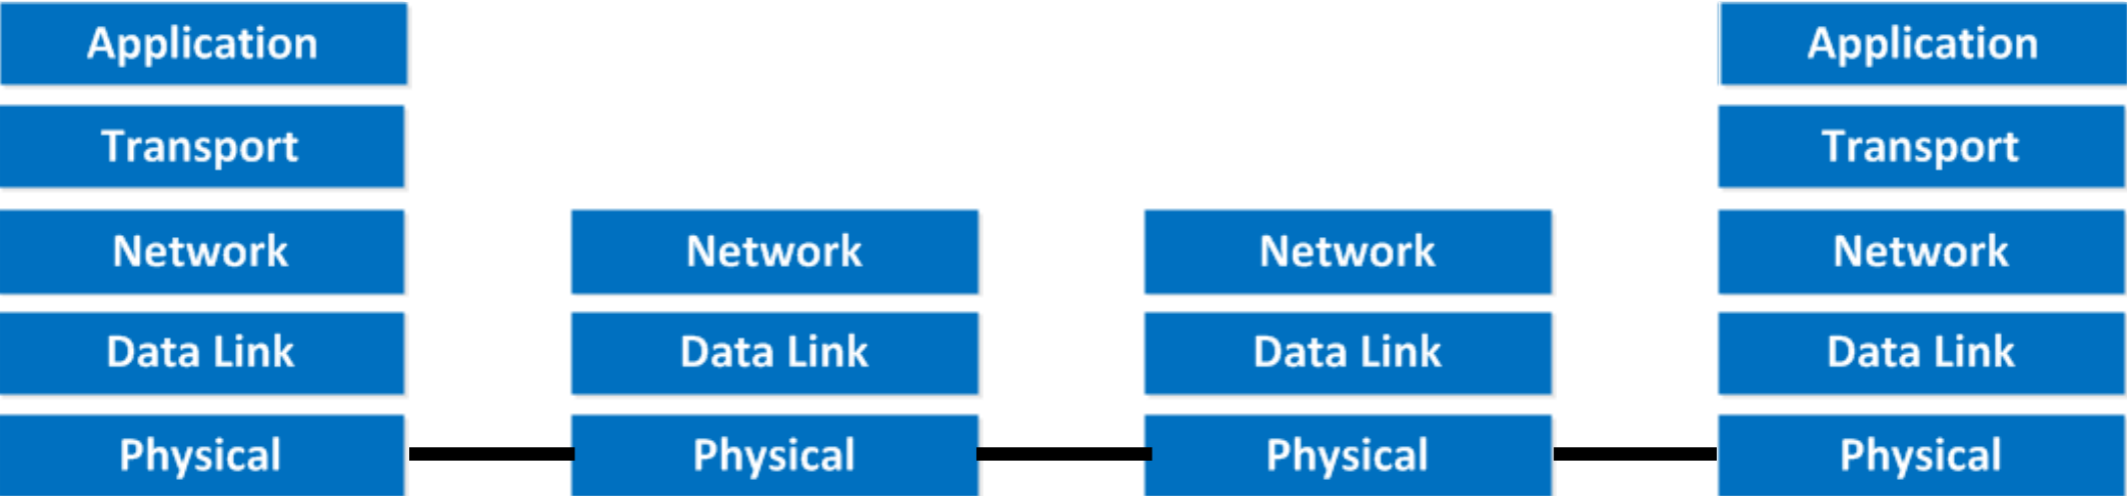 Application
Transport
Network
Data Link
Physical
Network
Data Link
Physical
Network
Data Link
Physical
Application
Transport
Network
Data Link
Physical